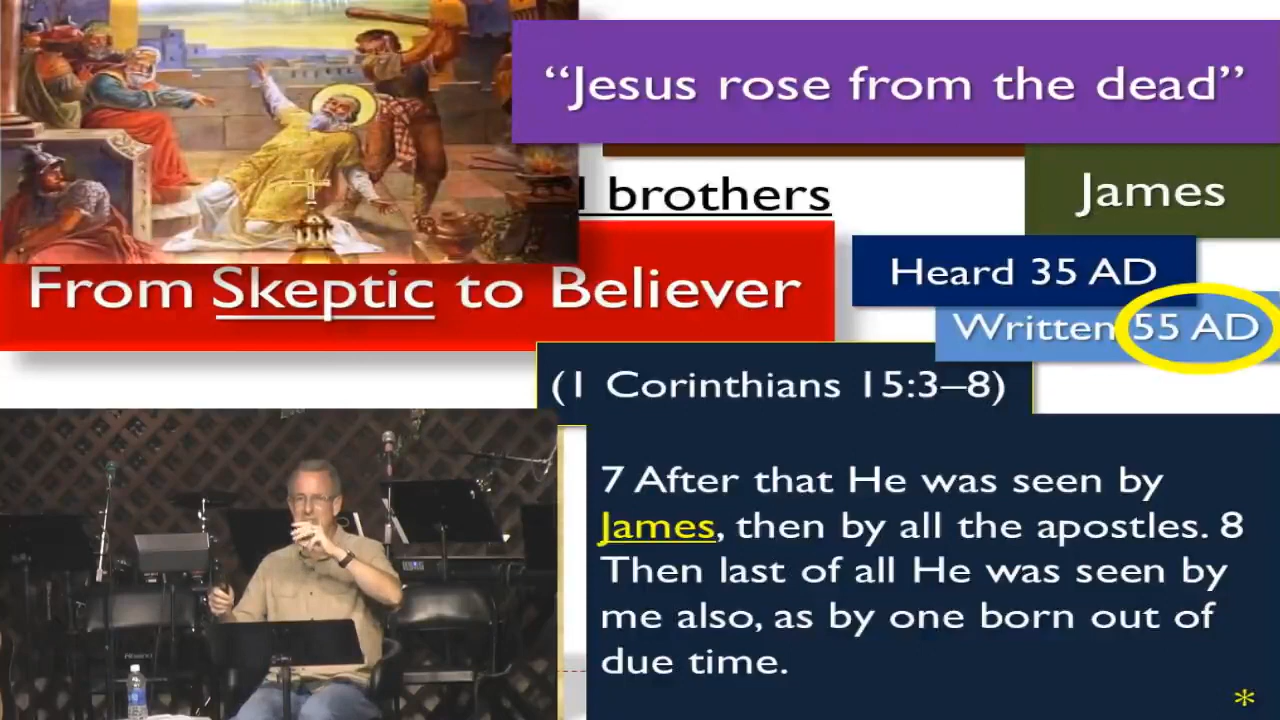 “Jesus rose from the dead”
brothers
James
From Skeptic to Believer
Heard 35 AD
Written 55 AD
(1 Corinthians 15:3–8)
7 After that He was seen by
James, then by all the apostles. 8
Then last of all He was seen by
me also, as by one born out of
due time.
*